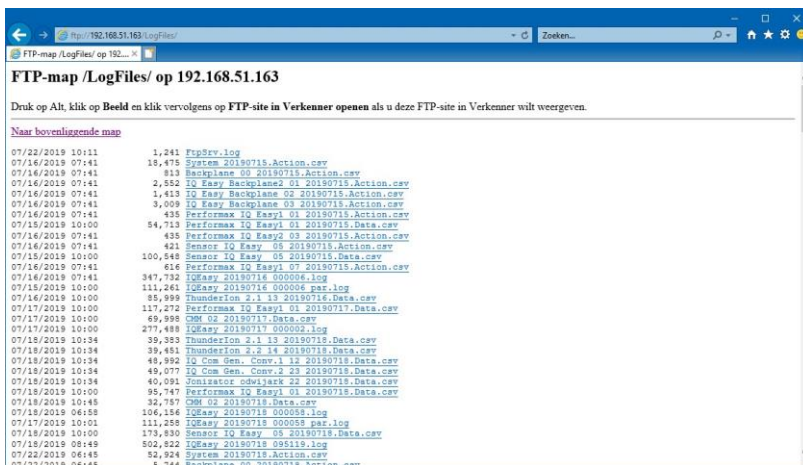 ftp://192.168.51.163/LogFiles/
Zoeken...
FTP-map /LogFiles/ op 192....
FTP-map /LogFiles/ op 192.168.51.163
Druk op Alt, klik op Beeld en klik vervolgens op FTP-site in Verkenner openen als u deze FTP-site in Verkenner wilt weergeven.
Naar bovenliggende map
07/22/2019 10:11 1,241 FtpSrv.log
07/16/2019 07:41 18,475 System 20190715.Action.csv
07/16/2019 07:41 813 Backplane 00 20190715.Action.csv
07/16/2019 07:41 2,552 IQ Easy Backplane2 01 20190715.Action.csv
07/16/2019 07:41 1,413 IQ Easy Backplane 02 20190715.Action.csv
07/16/2019 07:41 3,009 IQ Easy Backplane 03 20190715.Action.csv
07/16/2019 07:41 435 Performax IQ Easy1 01 20190715.Action.csv
07/15/2019 10:00 54,713 Performax IQ Easy1 01 20190715.Data.csv
07/16/2019 07:41 435 Performax IQ Easy2 03 20190715.Action.csv
07/16/2019 07:41 421 Sensor IQ Easy 05 20190715.Action.csv
07/15/2019 10:00 100,548 Sensor IQ Easy 05 20190715.Data.csv
07/16/2019 07:41 616 Performax IQ Easy1 07 20190715.Action.csv
07/16/2019 07:41 347,732 IQEasy 20190716 000006.log
07/15/2019 10:00 111,261 IQEasy 20190716 000006 par.log
07/16/2019 10:00 85,999 ThunderIon 2.1 13 20190716.Data.csv
07/17/2019 10:00 117,272 Performax IQ Easy1 01 20190717.Data.csv
07/17/2019 10:00 69,998 CMM 02 20190717.Data.csv
07/17/2019 10:00 277,488 IQEasy 20190717 000002.log
07/18/2019 10:34 39,383 ThunderIon 2.1 13 20190718.Data.csv
07/18/2019 10:34 39,451 ThunderIon 2.2 14 20190718.Data.csv
07/18/2019 10:34 48,992 IQ Com Gen. Conv.1 12 20190718.Data.csv
07/18/2019 10:34 49,077 IQ Com Gen. Conv.2 23 20190718.Data.csv
07/18/2019 10:34 40,091 Jonisator odwijark 22 20190718.Data.csv
07/18/2019 10:00 95,747 Performax IQ Easy1 01 20190718.Data.csv
07/18/2019 10:45 32,757 CMM 02 20190718.Data.csv
07/18/2019 06:58 106,156 IQEasy 20190718 000058.log
07/17/2019 10:01 111,258 IQEasy 20190718 000058 par.log
07/18/2019 10:00 173,830 Sensor IQ Easy 05 20190718.Data.csv
07/18/2019 08:49 502,822 IQEasy 20190718 095119.log
07/22/2019 06:45 52,924 System 20190718.Action.csv
07/22/2019 06:45 5,744 Backplane 00 20190718.Action.csv